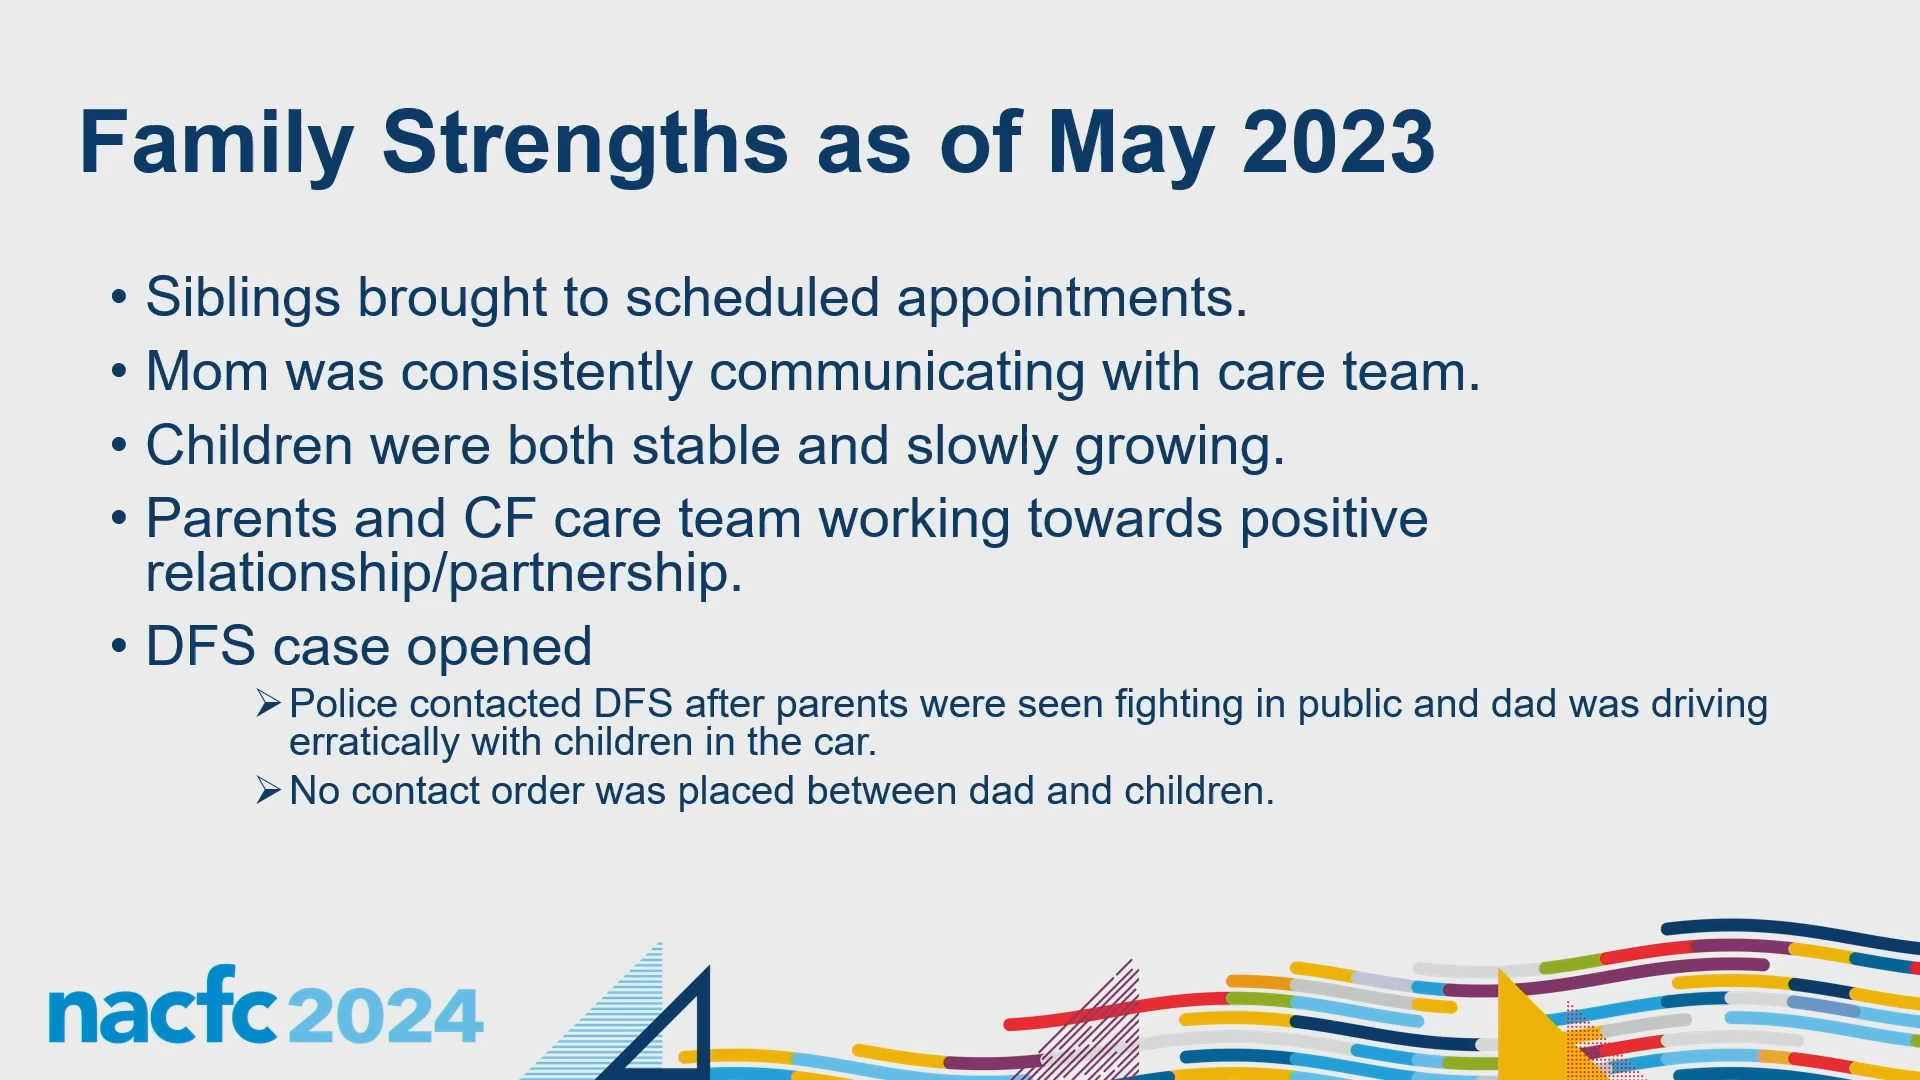 Family Strengths as of May 2023
• Siblings brought to scheduled appointments.
• Mom was consistently communicating with care team.
• Children were both stable and slowly growing.
• Parents and CF care team working towards positive
relationship/partnership.
• DFS case opened
➢ Police contacted DFS after parents were seen fighting in public and dad was driving
erratically with children in the car.
➢ No contact order was placed between dad and children.
nacfc 2024